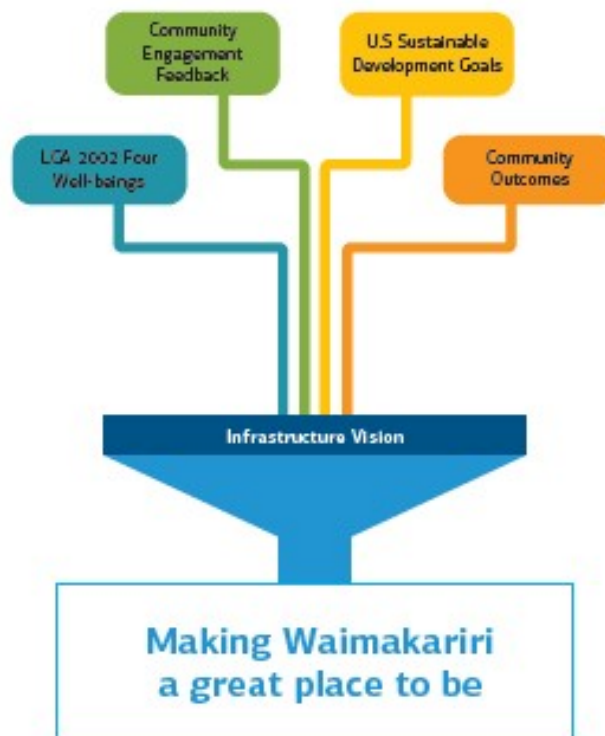 Community
Engagement
Feedback
U.S Sustainable
Development Goals
LGA 2002 Four
Well-beings
Community
Outcomes
Infrastructure Vision
Making Waimakariri
a great place to be